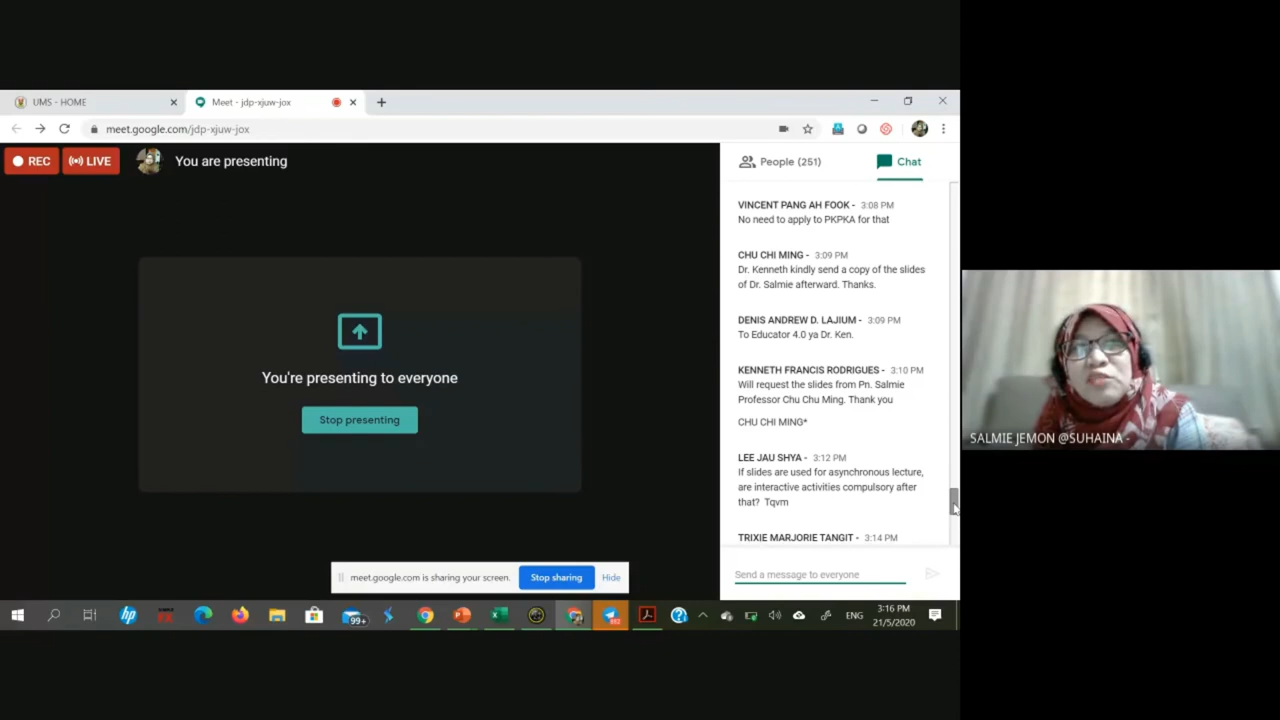 UMS - HOME
Meet - jdp-xjuw-jox
meet.google.com/jdp-xjuw-jox
REC
LIVE
You are presenting
People (251)
Chat
VINCENT PANG AH FOOK - 3:08 PM
No need to apply to PKPKA for that
CHU CHI MING - 3:09 PM
Dr. Kenneth kindly send a copy of the slides
of Dr. Salmie afterward. Thanks.
DENIS ANDREW D. LAJIUM - 3:09 PM
To Educator 4.0 ya Dr. Ken.
KENNETH FRANCIS RODRIGUES - 3:10 PM
Will request the slides from Pn. Salmie
Professor Chu Chu Ming. Thank you
CHU CHI MING*
LEE JAU SHYA - 3:12 PM
If slides are used for asynchronous lecture,
are interactive activities compulsory after
that? Tqvm
TRIXIE MARJORIE TANGIT - 3:14 PM
Send a message to everyone
You're presenting to everyone
Stop presenting
SALMIE JEMON @SUHAINA -
meet.google.com is sharing your screen.
Stop sharing
Hide
hp
99+
ENG
3:16 PM
21/5/2020